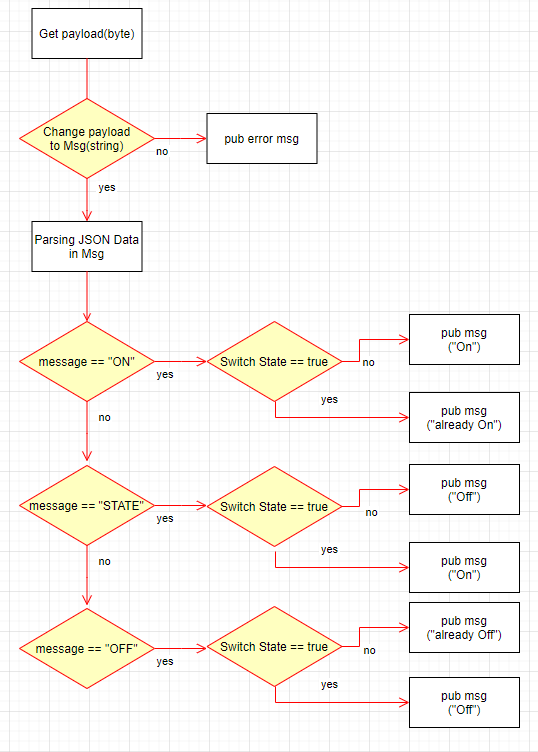 Get payload(byte)
Change payload
to Msg(string)
no
pub error msg
yes
Parsing JSON Data
in Msg
message == "ON"
yes
Switch State == true
no
pub msg
("On")
yes
pub msg
("already On")
no
message == "STATE"
yes
Switch State == true
no
pub msg
("Off")
yes
pub msg
("On")
no
message == "OFF"
yes
Switch State == true
no
pub msg
("already Off")
yes
pub msg
("Off")